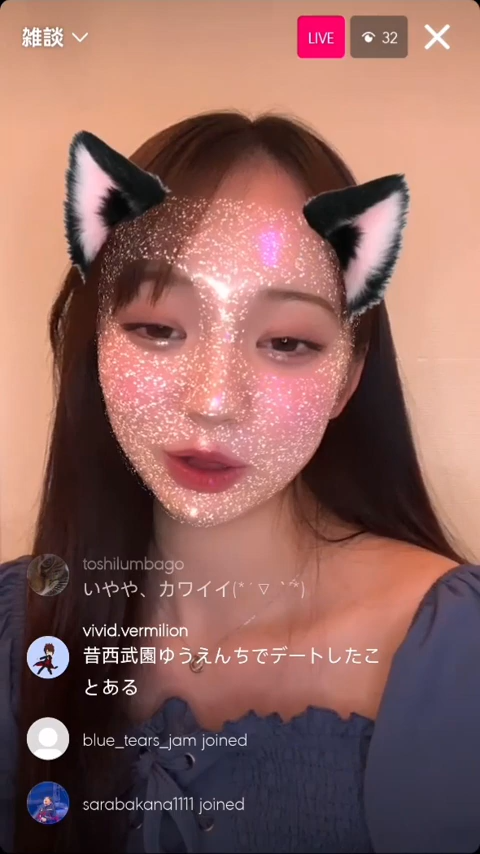 雑談
LIVE
32
toshilumbago
いやや、カワイイ(*´▽｀*)
vivid.vermilion
昔西武園ゆうえんちでデートしたこ
とある
blue_tears_jam joined
sarabakana1111 joined